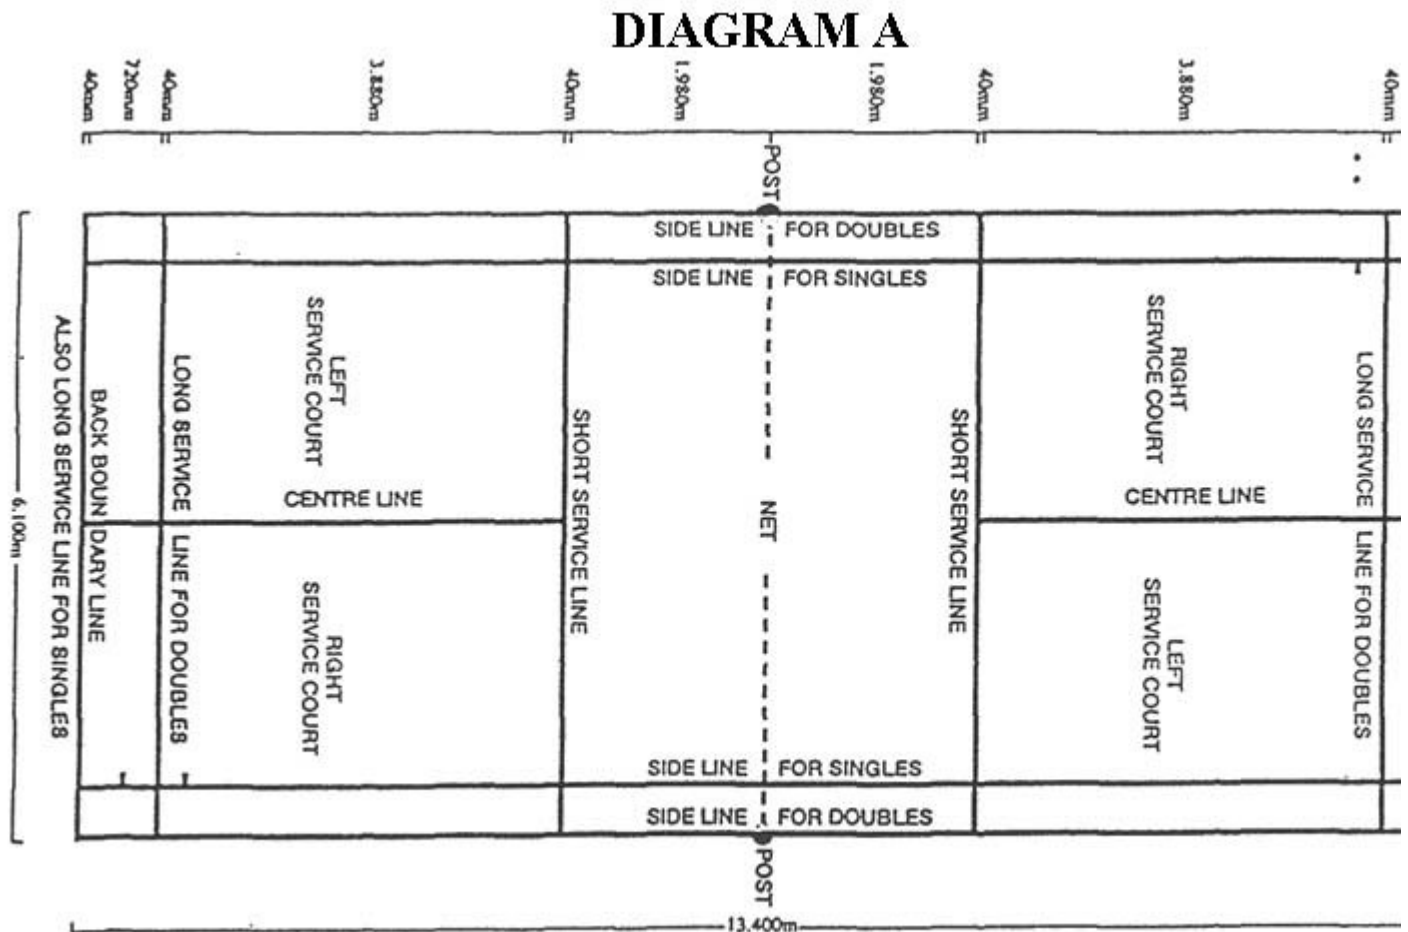 DIAGRAM A
40mm
720mm
40mm
3.880m
40mm
1.980m
1.980m
40mm
3.880m
40mm
POST
SIDE LINE FOR DOUBLES
SIDE LINE FOR SINGLES
LEFT
SERVICE COURT
RIGHT
SERVICE COURT
LONG SERVICE LINE FOR DOUBLES
BACK BOUNDARY LINE
ALSO LONG SERVICE LINE FOR SINGLES
6.100m
CENTRE LINE
SHORT SERVICE LINE
NET
SHORT SERVICE LINE
CENTRE LINE
LONG SERVICE LINE FOR DOUBLES
RIGHT
SERVICE COURT
LEFT
SERVICE COURT
SIDE LINE FOR SINGLES
SIDE LINE FOR DOUBLES
POST
13.400m